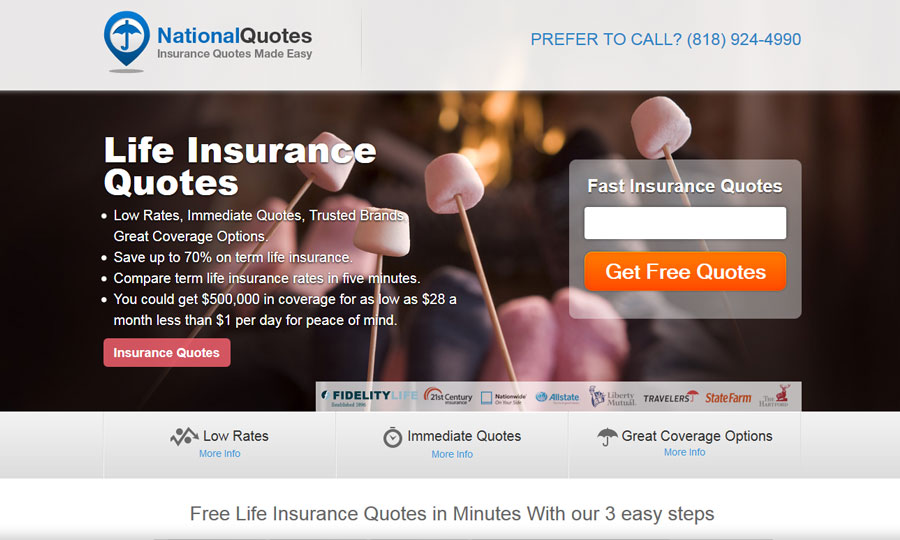 NationalQuotes
Insurance Quotes Made Easy
PREFER TO CALL? (818) 924-4990
Life Insurance
Quotes
Low Rates, Immediate Quotes, Trusted Brands
Great Coverage Options.
Save up to 70% on term life insurance.
Compare term life insurance rates in five minutes.
You could get $500,000 in coverage for as low as $28 a
month less than $1 per day for peace of mind.
Insurance Quotes
Fast Insurance Quotes
Get Free Quotes
FIDELITYLIFE
Established 1896
21st Century
Insurance
Nationwide
On Your Side
Allstate
Liberty
Mutual.
TRAVELERS
StateFarm
THE
HARTFORD
Low Rates
More Info
Immediate Quotes
More Info
Great Coverage Options
More Info
Free Life Insurance Quotes in Minutes With our 3 easy steps